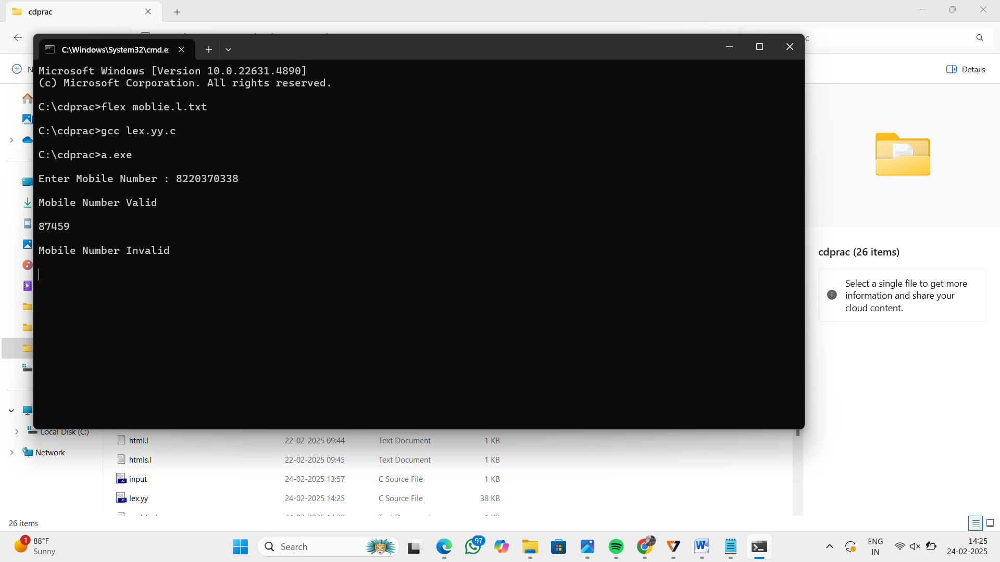 cdprac
C:\Windows\System32\cmd.e
Details
Microsoft Windows [Version 10.0.22631.4890]
(c) Microsoft Corporation. All rights reserved.
C:\cdprac>flex moblie.l.txt
C:\cdprac>gcc lex.yy.c
C:\cdprac>a.exe
Enter Mobile Number : 8220370338
Mobile Number Valid
87459
Mobile Number Invalid
cdprac (26 items)
Select a single file to get more
information and share your
cloud content.
Local Disk (C:)
Network
html.l 22-02-2025 09:44 Text Document 1 KB
htmls.l 22-02-2025 09:45 Text Document 1 KB
input 24-02-2025 13:57 C Source File 1 KB
lex.yy 24-02-2025 14:25 C Source File 38 KB
26 items
1
88°F
Sunny
Search
97
ENG
IN
14:25
24-02-2025